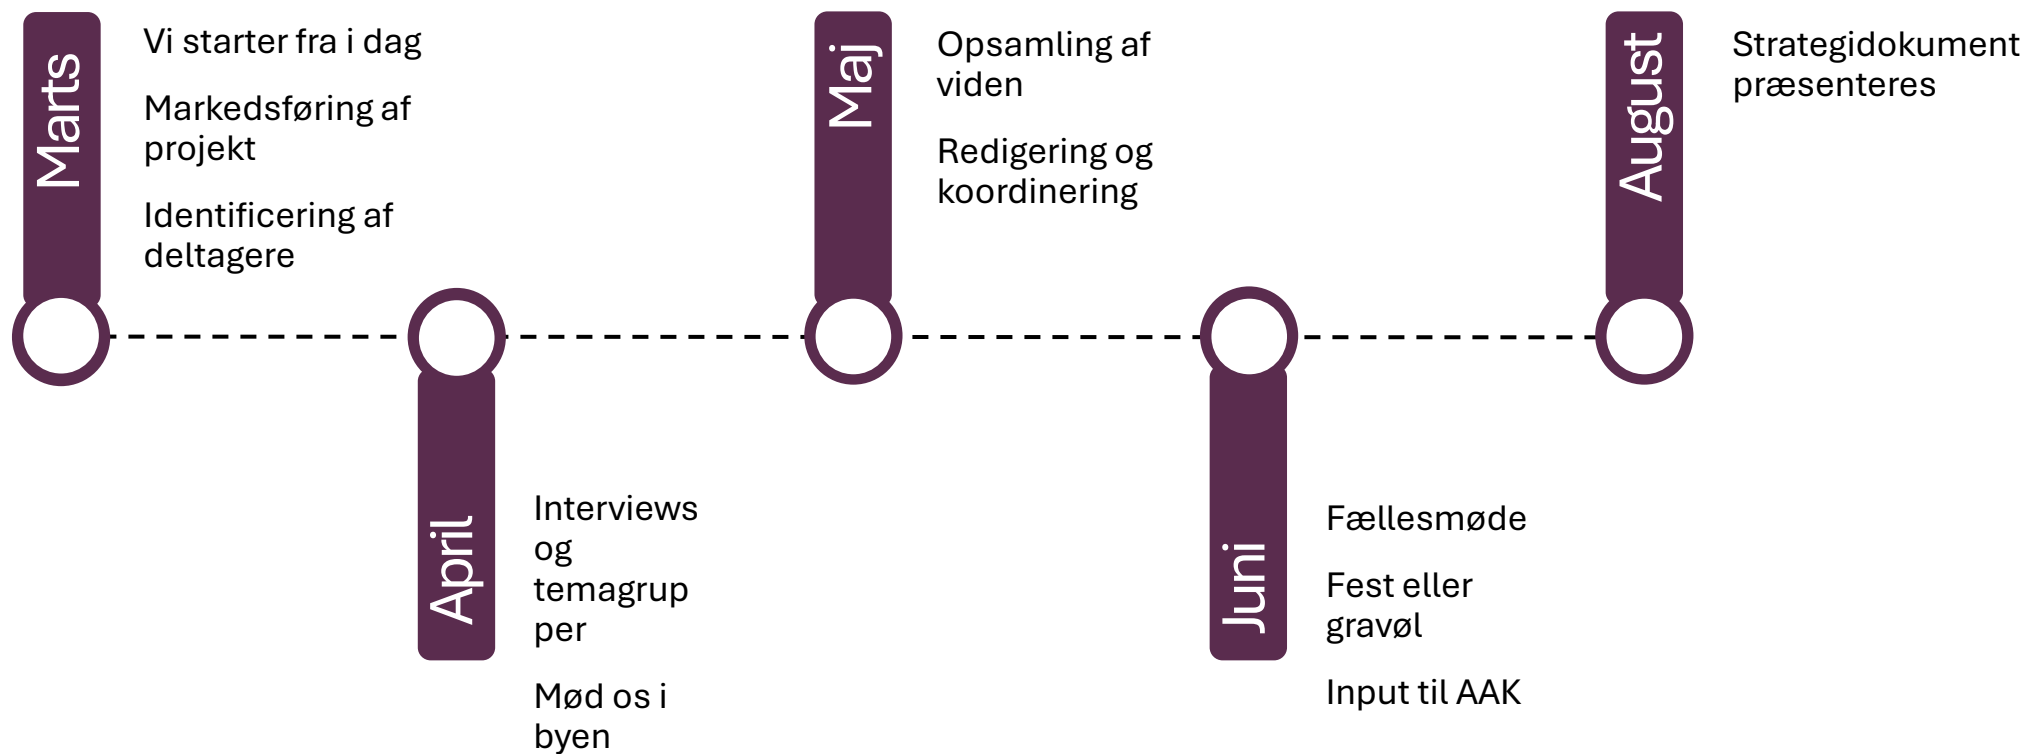 Marts
Vi starter fra i dag
Markedsføring af
projekt
Identificering af
deltagere
April
Interviews
og
temagrup
per
Mød os i
byen
Maj
Opsamling af
viden
Redigering og
koordinering
Juni
Fællesmøde
Fest eller
gravøl
Input til AAK
August
Strategidokument
præsenteres